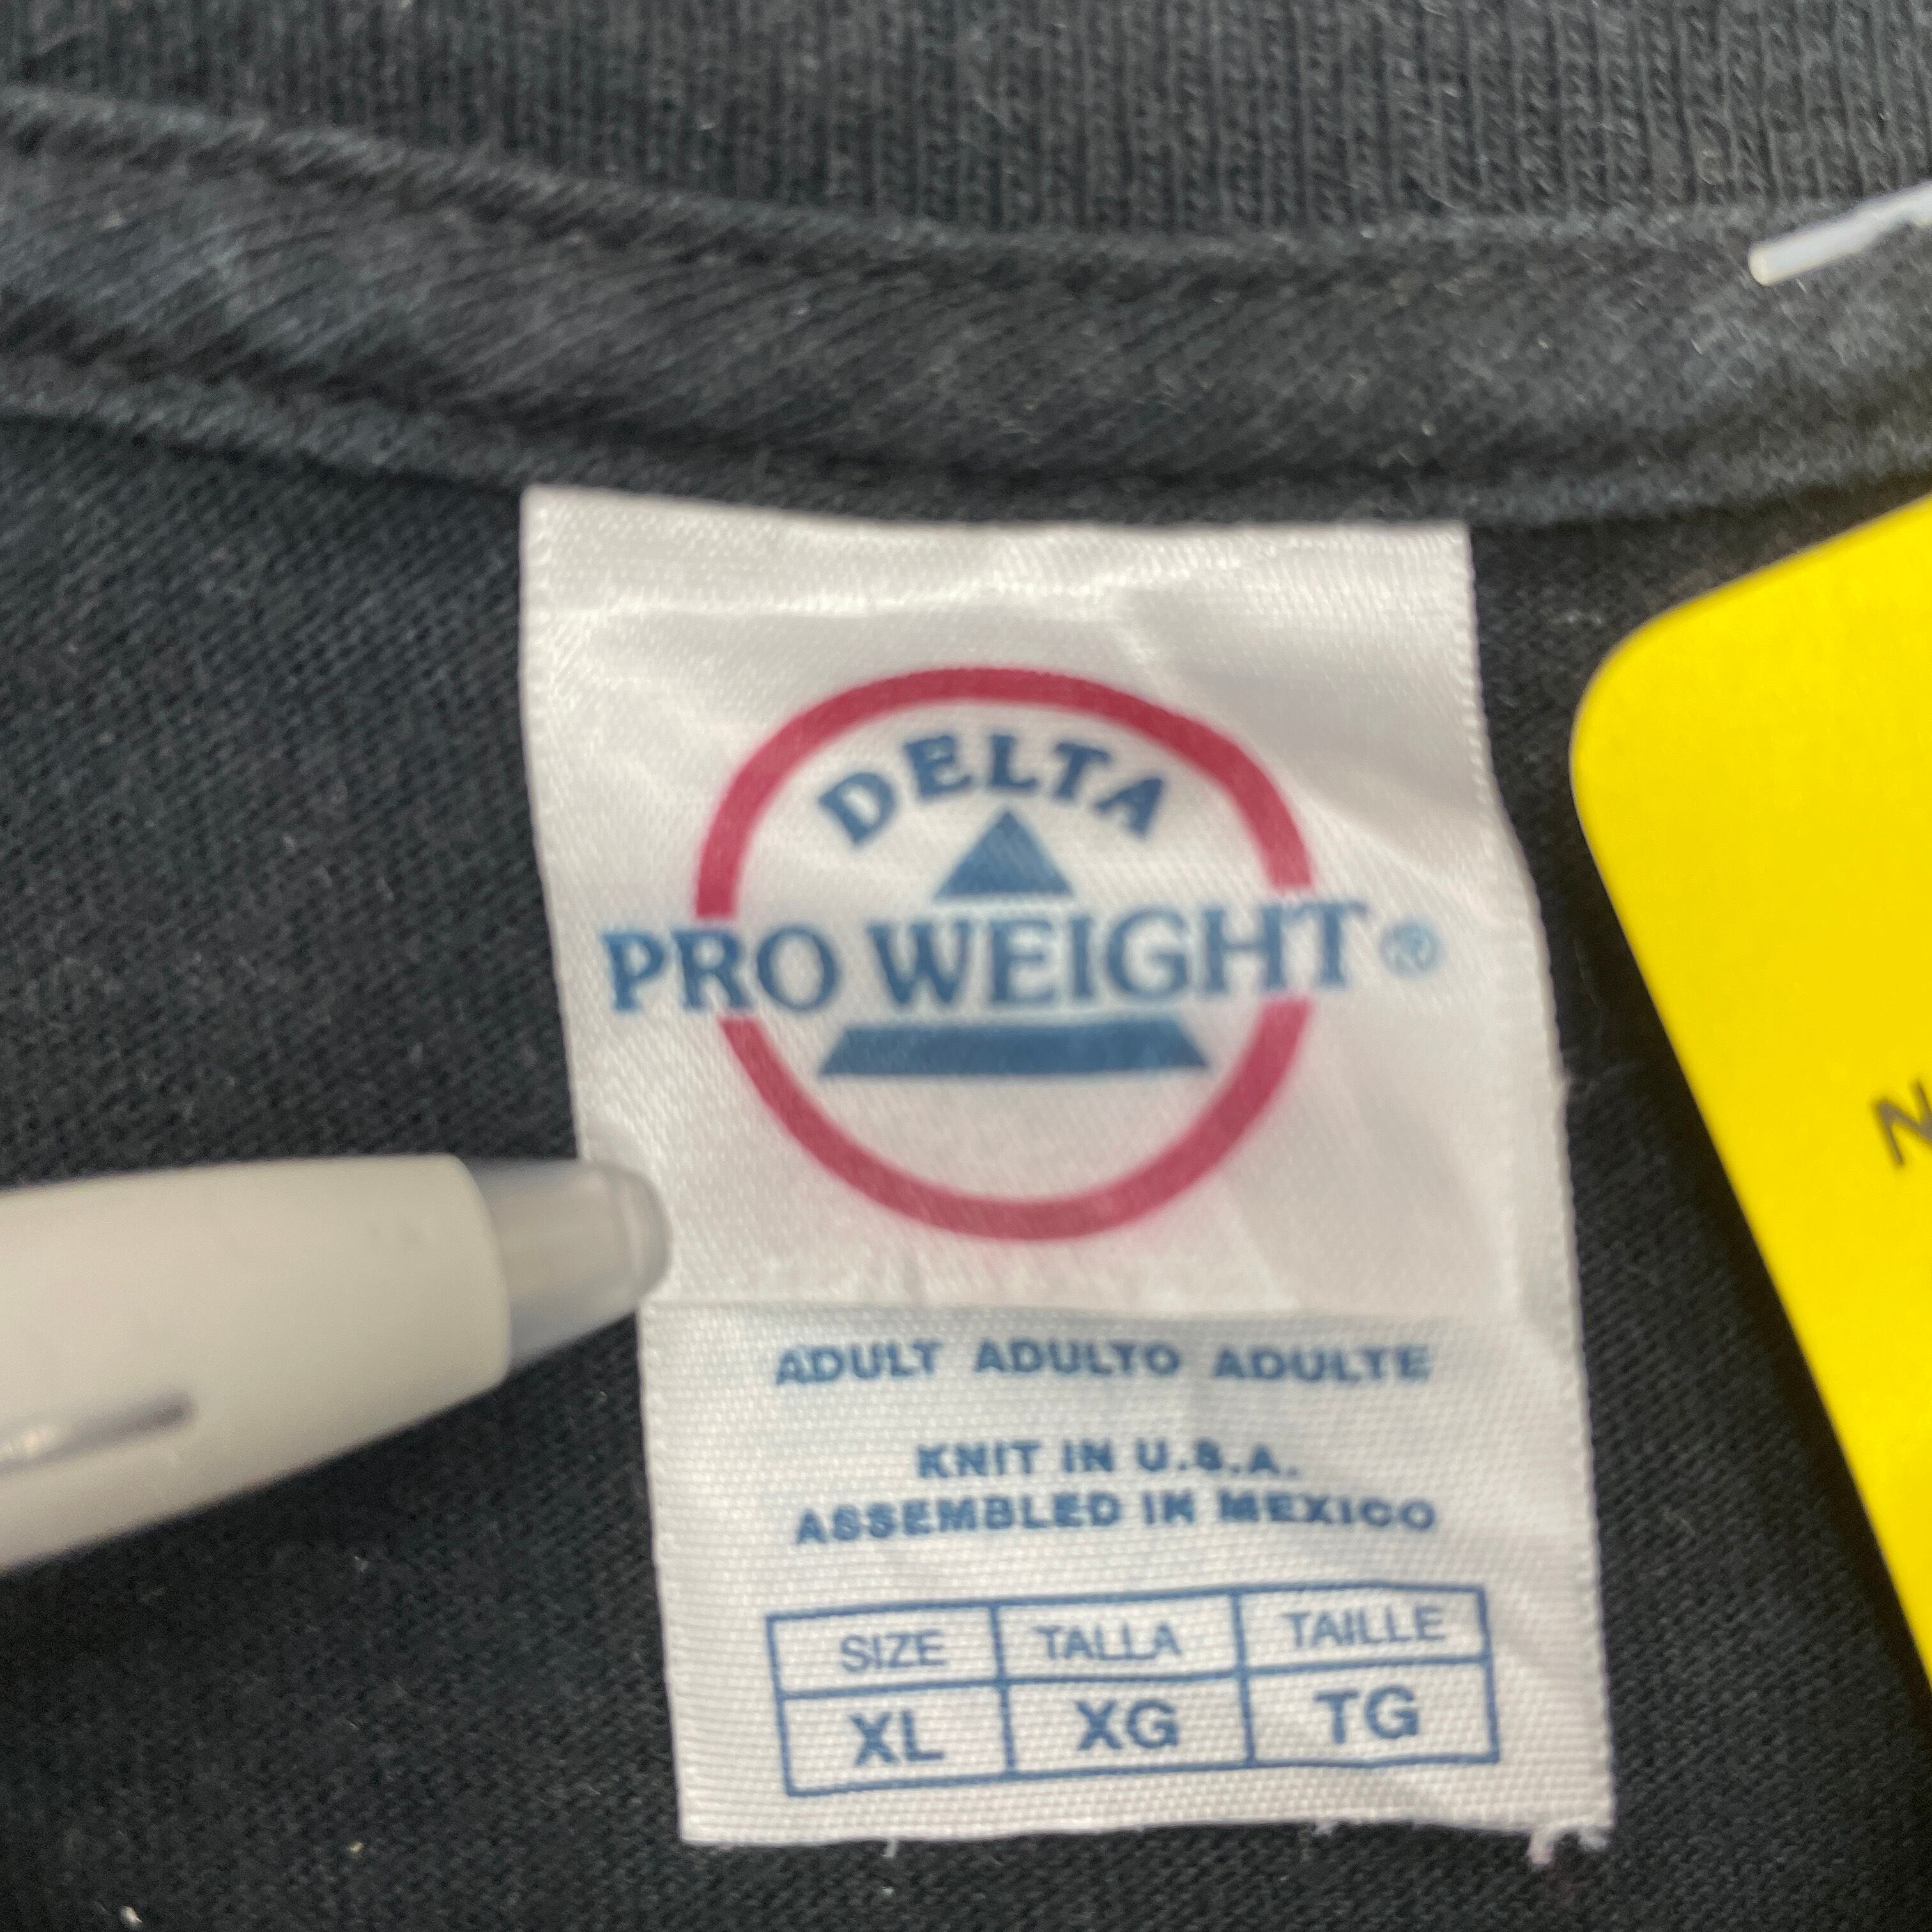 DELTA
PRO WEIGHT®
ADULT ADULTO ADULTE
KNIT IN U.S.A.
ASSEMBLED IN MEXICO
SIZE TALLA TAILLE
XL XG TG